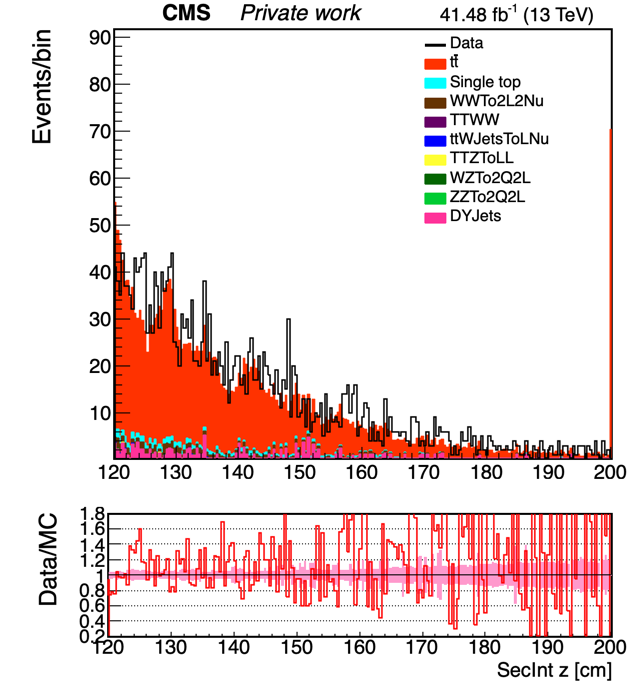 CMS Private work 41.48 fb⁻¹ (13 TeV)
Events/bin
90
80
70
60
50
40
30
20
10
Data
tt̄
Single top
WWTo2L2Nu
TTWW
ttWJetsToLNu
TTZToLL
WZTo2Q2L
ZZTo2Q2L
DYJets
120 130 140 150 160 170 180 190 200
Data/MC
1.8
1.6
1.4
1.2
1
0.8
0.6
0.4
0.2
120 130 140 150 160 170 180 190 200
SecInt z [cm]